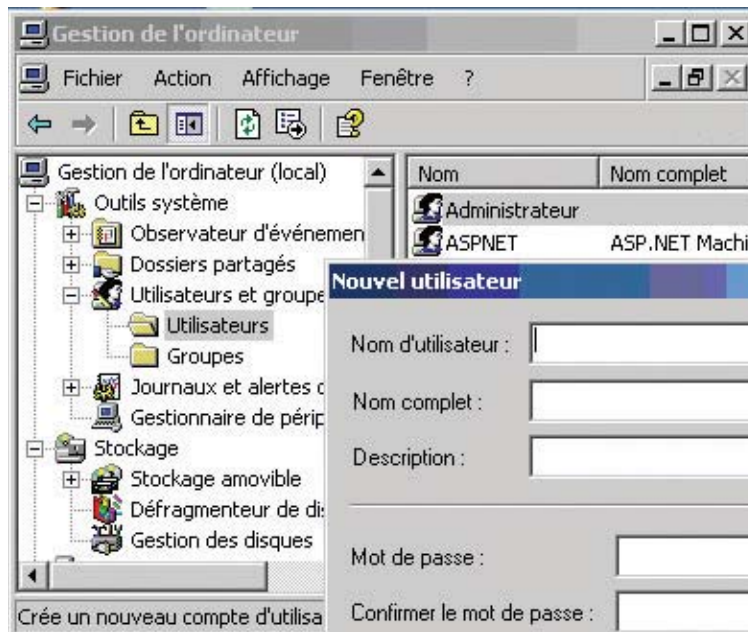 Gestion de l'ordinateur
Fichier Action Affichage Fenêtre ?
Gestion de l'ordinateur (local)
Outils système
Observateur d'événemen
Dossiers partagés
Utilisateurs et groupe
Utilisateurs
Groupes
Journaux et alertes
Gestionnaire de périp
Stockage
Stockage amovible
Défragmenteur de di
Gestion des disques
Crée un nouveau compte d'utilisa
Nom Nom complet
Administrateur
ASPNET ASP.NET Machi
Nouvel utilisateur
Nom d'utilisateur :
Nom complet :
Description :
Mot de passe :
Confirmer le mot de passe :